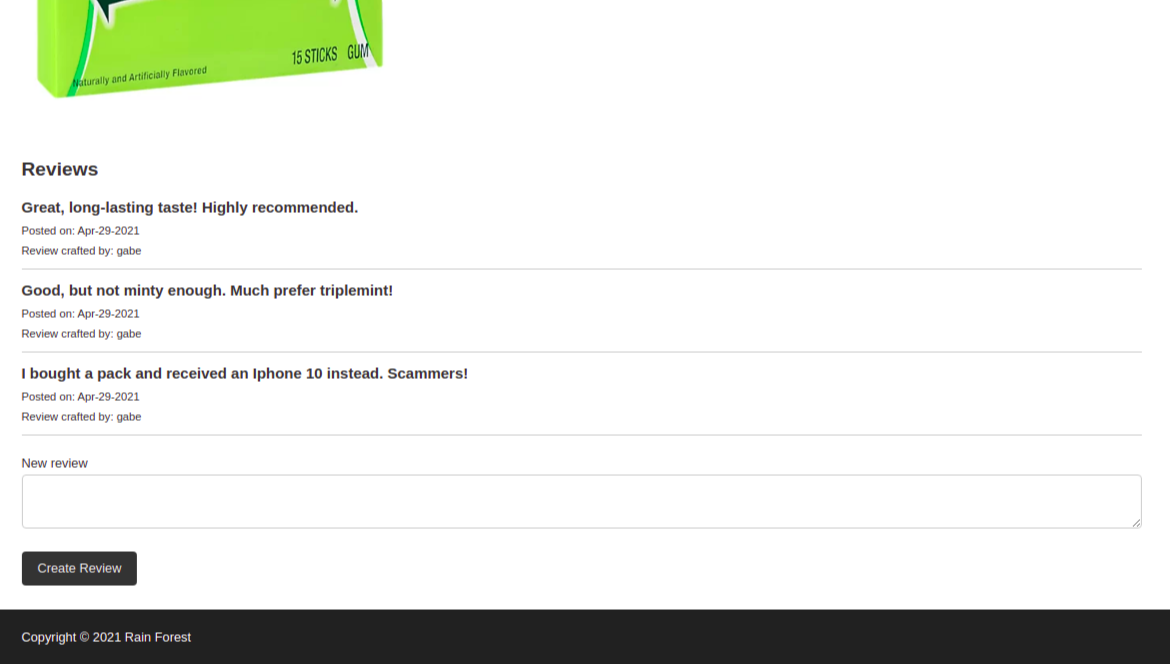 15 STICKS GUM
Naturally and Artificially Flavored
Reviews
Great, long-lasting taste! Highly recommended.
Posted on: Apr-29-2021
Review crafted by: gabe
Good, but not minty enough. Much prefer triplemint!
Posted on: Apr-29-2021
Review crafted by: gabe
I bought a pack and received an Iphone 10 instead. Scammers!
Posted on: Apr-29-2021
Review crafted by: gabe
New review
Create Review
Copyright © 2021 Rain Forest